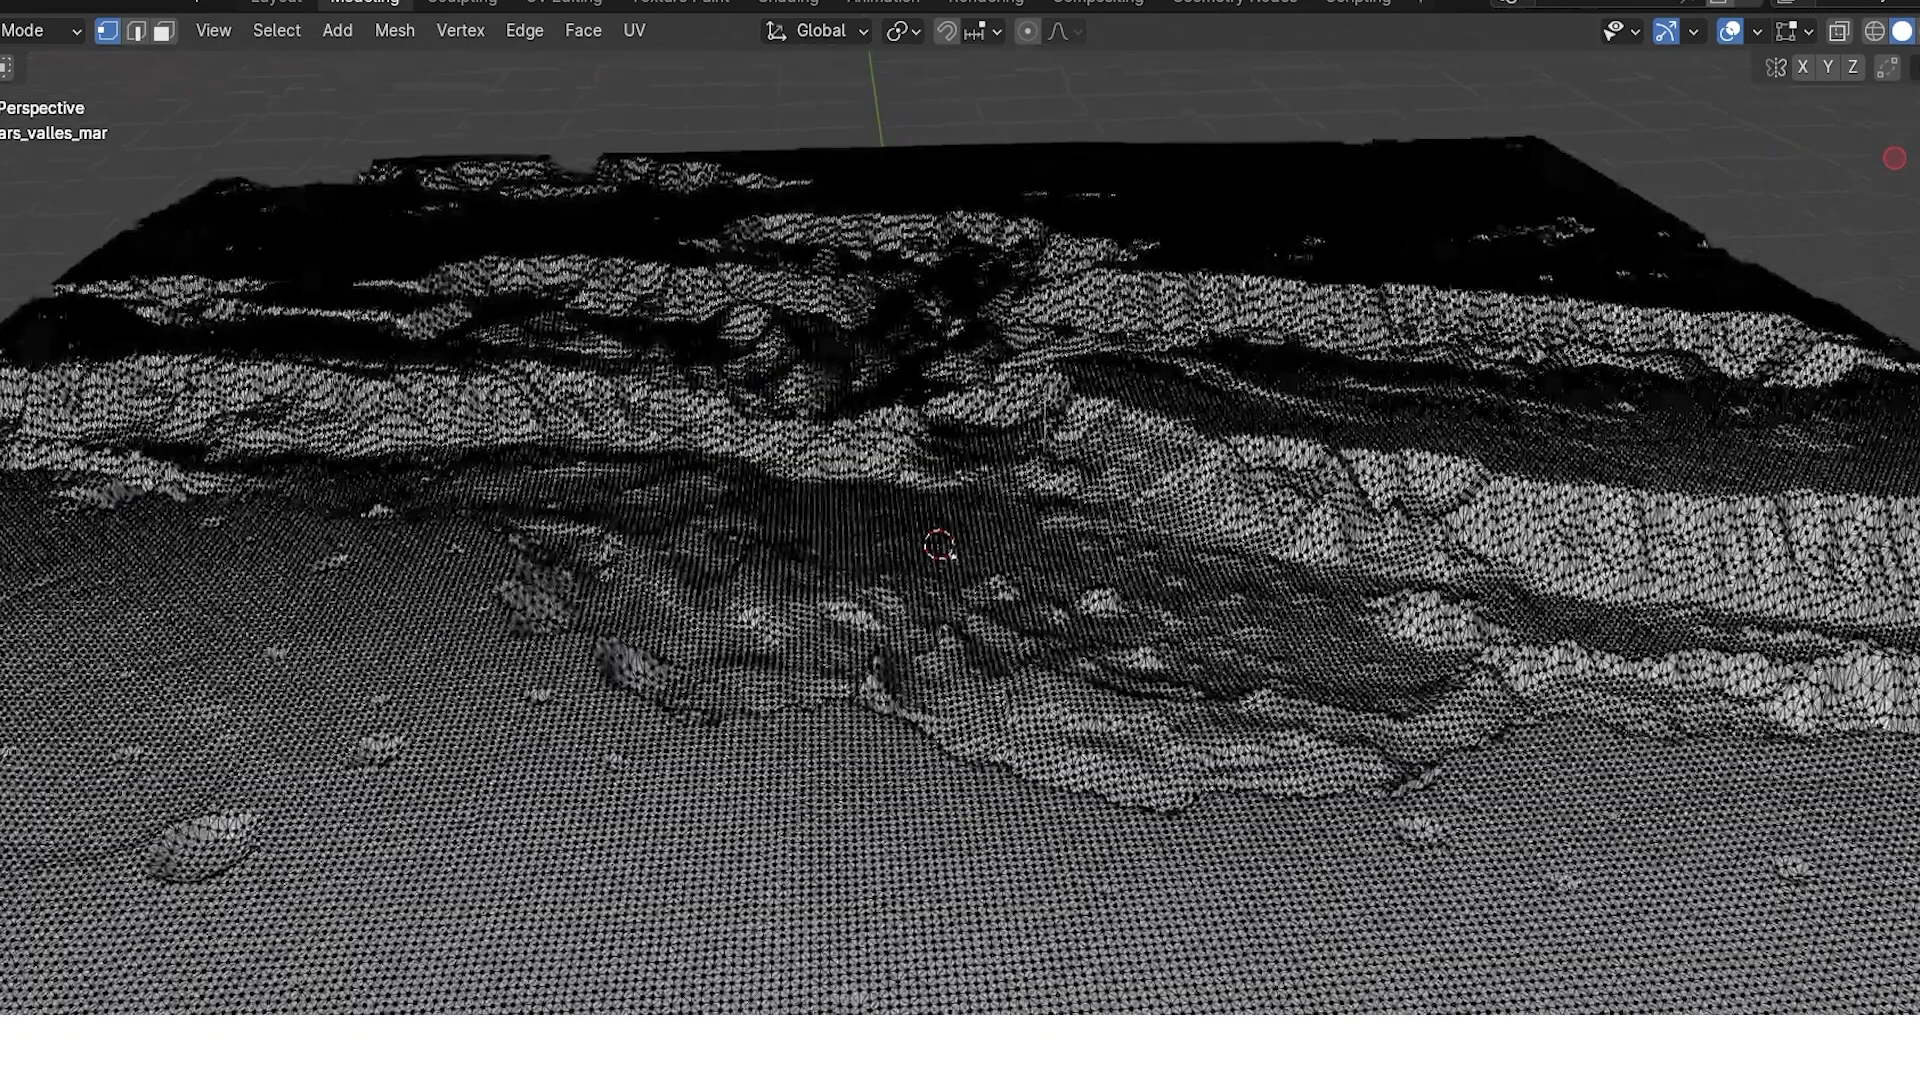 Layout Modeling Sculpting UV Editing Texture Paint Shading Animation Rendering Compositing Geometry Nodes Scripting +
Mode View Select Add Mesh Vertex Edge Face UV Global
X Y Z
Perspective
ars_valles_mar